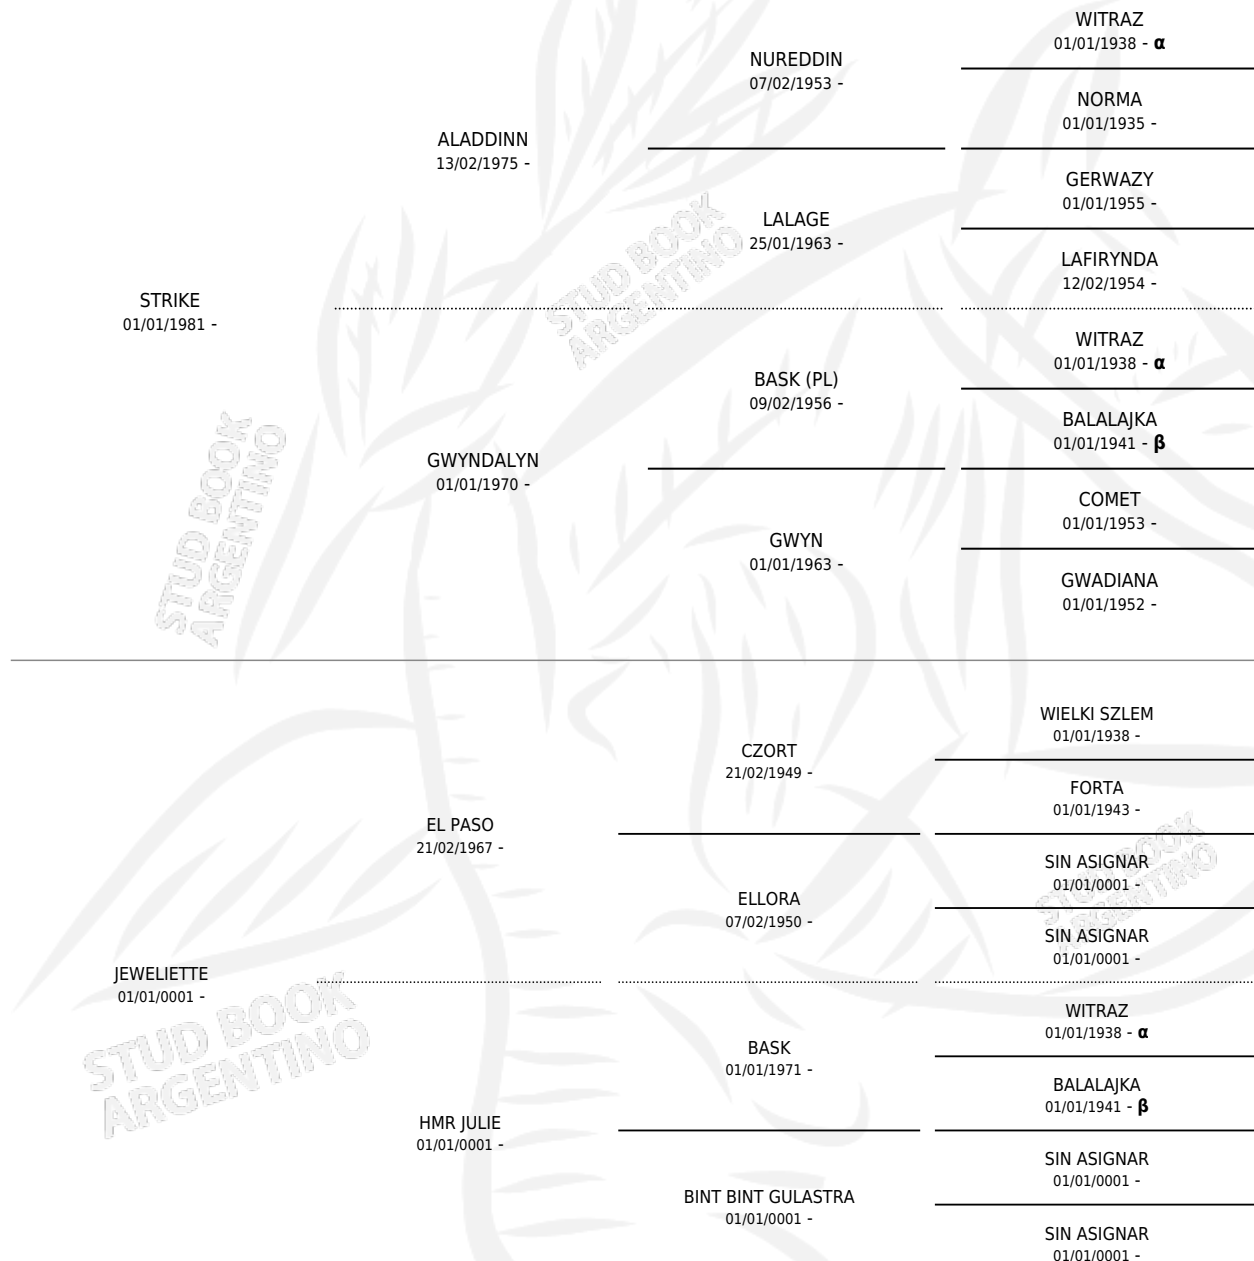 WITRAZ
01/01/1938 - α
NUREDDIN
07/02/1953 -
NORMA
01/01/1935 -
ALADDINN
13/02/1975 -
GERWAZY
01/01/1955 -
LALAGE
25/01/1963 -
LAFIRYNDA
12/02/1954 -
STRIKE
01/01/1981 -
STUD BOOK
ARGENTINO
WITRAZ
01/01/1938 - α
BASK (PL)
09/02/1956 -
BALALAJKA
01/01/1941 - β
GWYNDALYN
01/01/1970 -
COMET
01/01/1953 -
GWYN
01/01/1963 -
GWADIANA
01/01/1952 -
STUD BOOK
ARGENTINO
WIELKI SZLEM
01/01/1938 -
CZORT
21/02/1949 -
FORTA
01/01/1943 -
EL PASO
21/02/1967 -
SIN ASIGNAR
01/01/0001 -
ELLORA
07/02/1950 -
SIN ASIGNAR
01/01/0001 -
STUD BOOK
ARGENTINO
JEWELIETTE
01/01/0001 -
STUD BOOK
ARGENTINO
WITRAZ
01/01/1938 - α
BASK
01/01/1971 -
BALALAJKA
01/01/1941 - β
HMR JULIE
01/01/0001 -
SIN ASIGNAR
01/01/0001 -
BINT BINT GULASTRA
01/01/0001 -
SIN ASIGNAR
01/01/0001 -